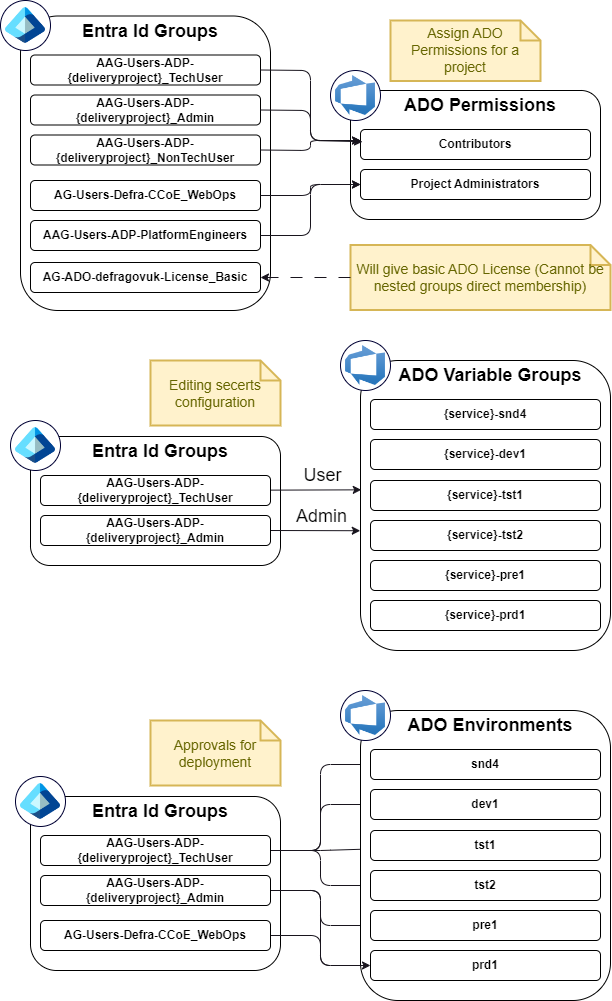 Entra Id Groups
AAG-Users-ADP-
{deliveryproject}_TechUser
AAG-Users-ADP-
{deliveryproject}_Admin
AAG-Users-ADP-
{deliveryproject}_NonTechUser
AG-Users-Defra-CCoE_WebOps
AAG-Users-ADP-PlatformEngineers
AG-ADO-defragovuk-License_Basic
Assign ADO
Permissions for a
project
ADO Permissions
Contributors
Project Administrators
Will give basic ADO License (Cannot be
nested groups direct membership)
Editing secerts
configuration
Entra Id Groups
AAG-Users-ADP-
{deliveryproject}_TechUser
AAG-Users-ADP-
{deliveryproject}_Admin
User
Admin
ADO Variable Groups
{service}-snd4
{service}-dev1
{service}-tst1
{service}-tst2
{service}-pre1
{service}-prd1
Approvals for
deployment
Entra Id Groups
AAG-Users-ADP-
{deliveryproject}_TechUser
AAG-Users-ADP-
{deliveryproject}_Admin
AG-Users-Defra-CCoE_WebOps
ADO Environments
snd4
dev1
tst1
tst2
pre1
prd1